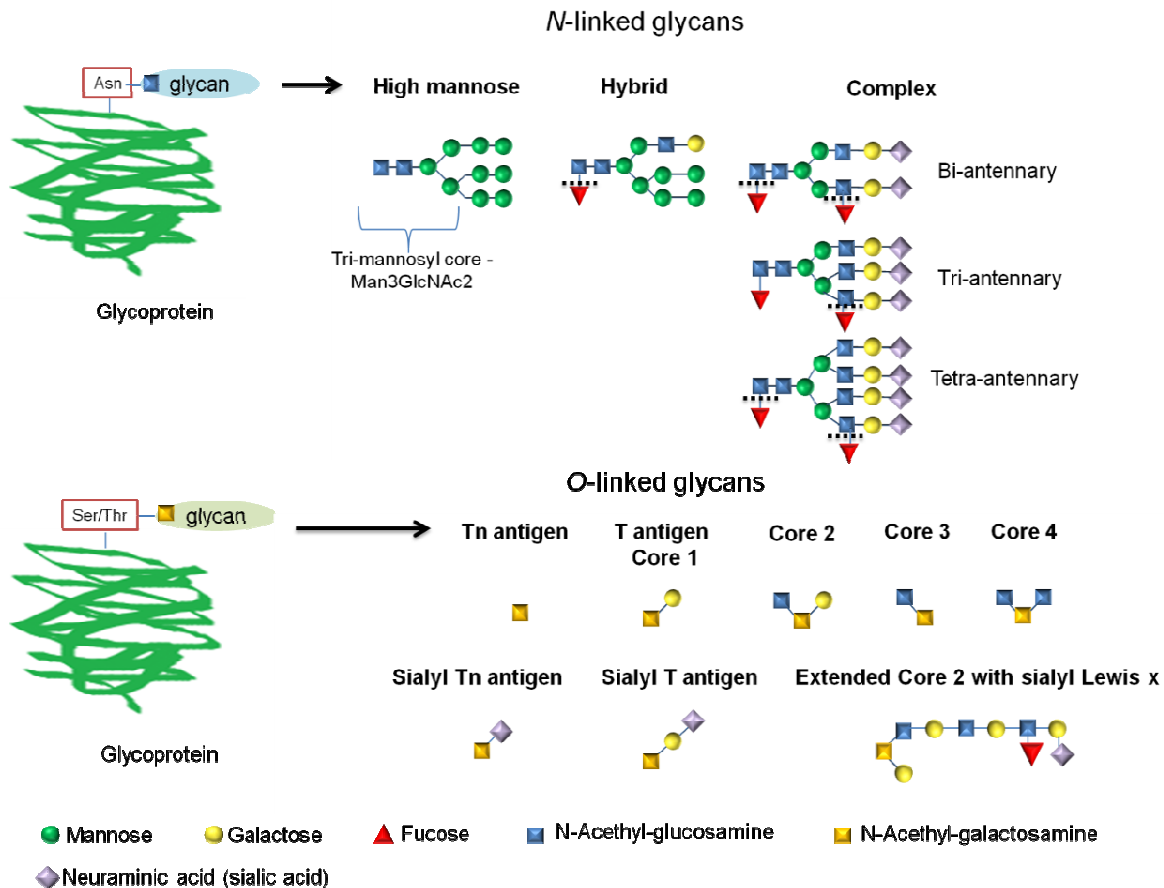 N-linked glycans
Asn
glycan
High mannose
Hybrid
Complex
Bi-antennary
Tri-mannosyl core -
Man3GlcNAc2
Tri-antennary
Glycoprotein
Tetra-antennary
O-linked glycans
Ser/Thr
glycan
Tn antigen
T antigen
Core 1
Core 2
Core 3
Core 4
Sialyl Tn antigen
Sialyl T antigen
Extended Core 2 with sialyl Lewis x
Glycoprotein
Mannose
Galactose
Fucose
N-Acethyl-glucosamine
N-Acethyl-galactosamine
Neuraminic acid (sialic acid)